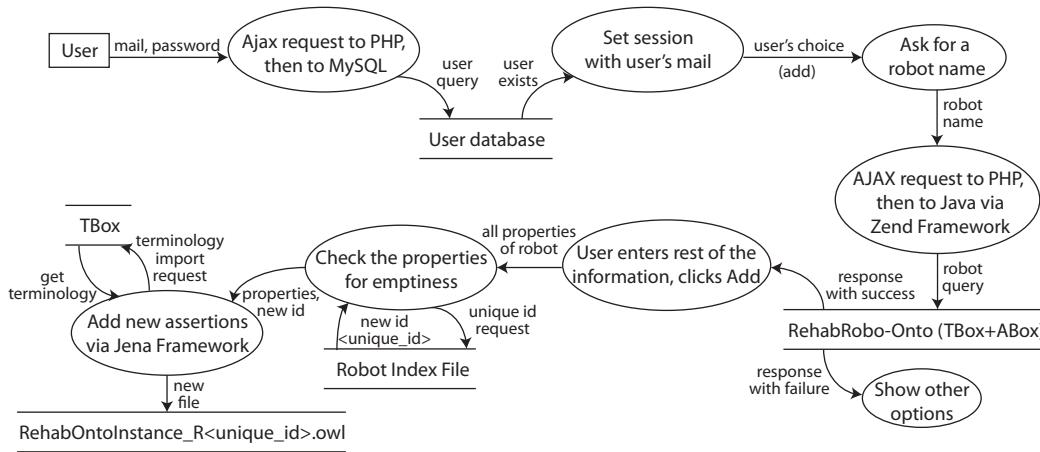 User
mail, password
Ajax request to PHP,
then to MySQL
user
query
User database
user
exists
Set session
with user's mail
user's choice
(add)
Ask for a
robot name
robot
name
AJAX request to PHP,
then to Java via
Zend Framework
robot
query
RehabRobo-Onto (TBox+ABox)
response
with success
response
with failure
Show other
options
User enters rest of the
information, clicks Add
all properties
of robot
Check the properties
for emptiness
unique id
request
new id
<unique_id>
Robot Index File
properties,
new id
Add new assertions
via Jena Framework
terminology
import
request
TBox
get
terminology
new
file
RehabOntoInstance_R<unique_id>.owl